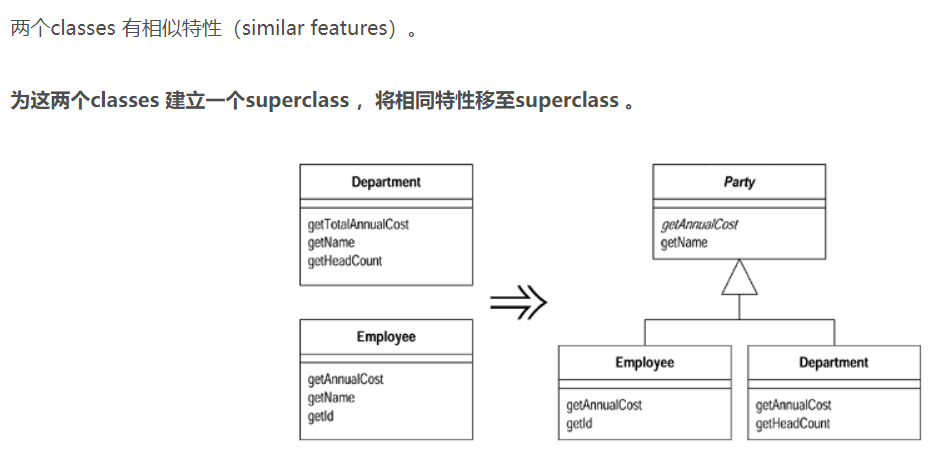 两个classes 有相似特性（similar features）。
为这两个classes 建立一个superclass ，将相同特性移至superclass 。
Department
getTotalAnnualCost
getName
getHeadCount
Employee
getAnnualCost
getName
getId
Party
getAnnualCost
getName
Employee
getAnnualCost
getId
Department
getAnnualCost
getHeadCount